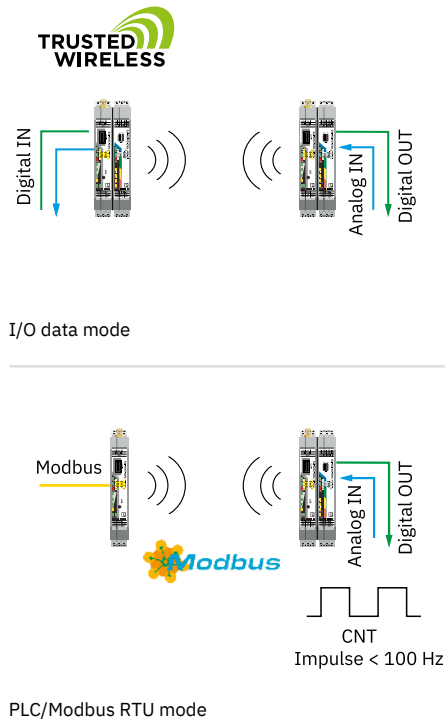 TRUSTED
WIRELESS
Digital IN
Analog IN
Digital OUT
I/O data mode
Modbus
Analog IN
Digital OUT
Modbus
CNT
Impulse < 100 Hz
PLC/Modbus RTU mode